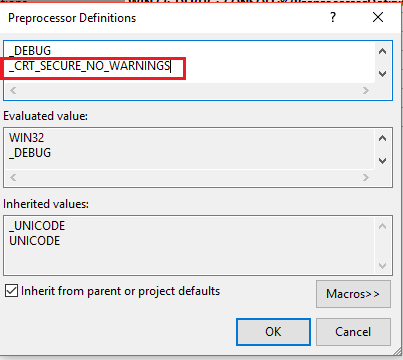 Preprocessor Definitions
_DEBUG
_CRT_SECURE_NO_WARNINGS
Evaluated value:
WIN32
_DEBUG
Inherited values:
_UNICODE
UNICODE
Inherit from parent or project defaults
Macros>>
OK
Cancel